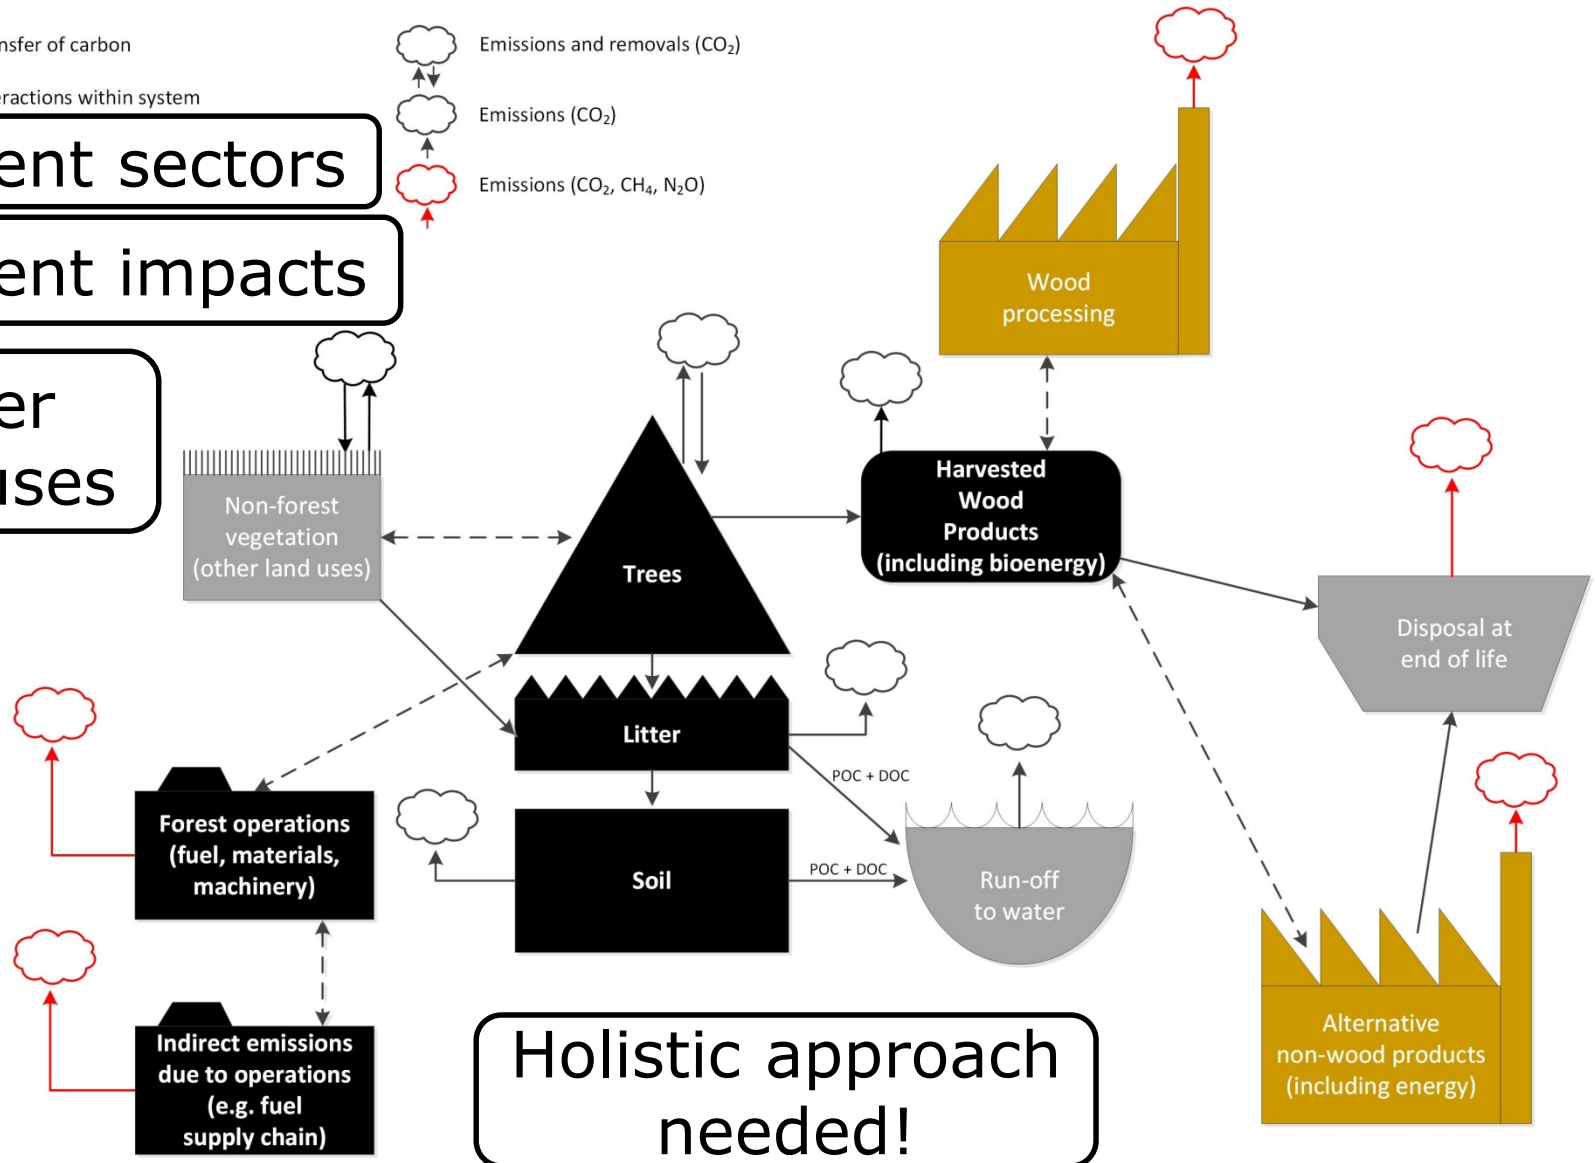 nsfer of carbon
eractions within system
Emissions and removals (CO₂)
Emissions (CO₂)
Emissions (CO₂, CH₄, N₂O)
ent sectors
ent impacts
er
uses
Wood
processing
Non-forest
vegetation
(other land uses)
Trees
Harvested
Wood
Products
(including bioenergy)
Disposal at
end of life
Litter
POC + DOC
Forest operations
(fuel, materials,
machinery)
Soil
POC + DOC
Run-off
to water
Indirect emissions
due to operations
(e.g. fuel
supply chain)
Holistic approach
needed!
Alternative
non-wood products
(including energy)